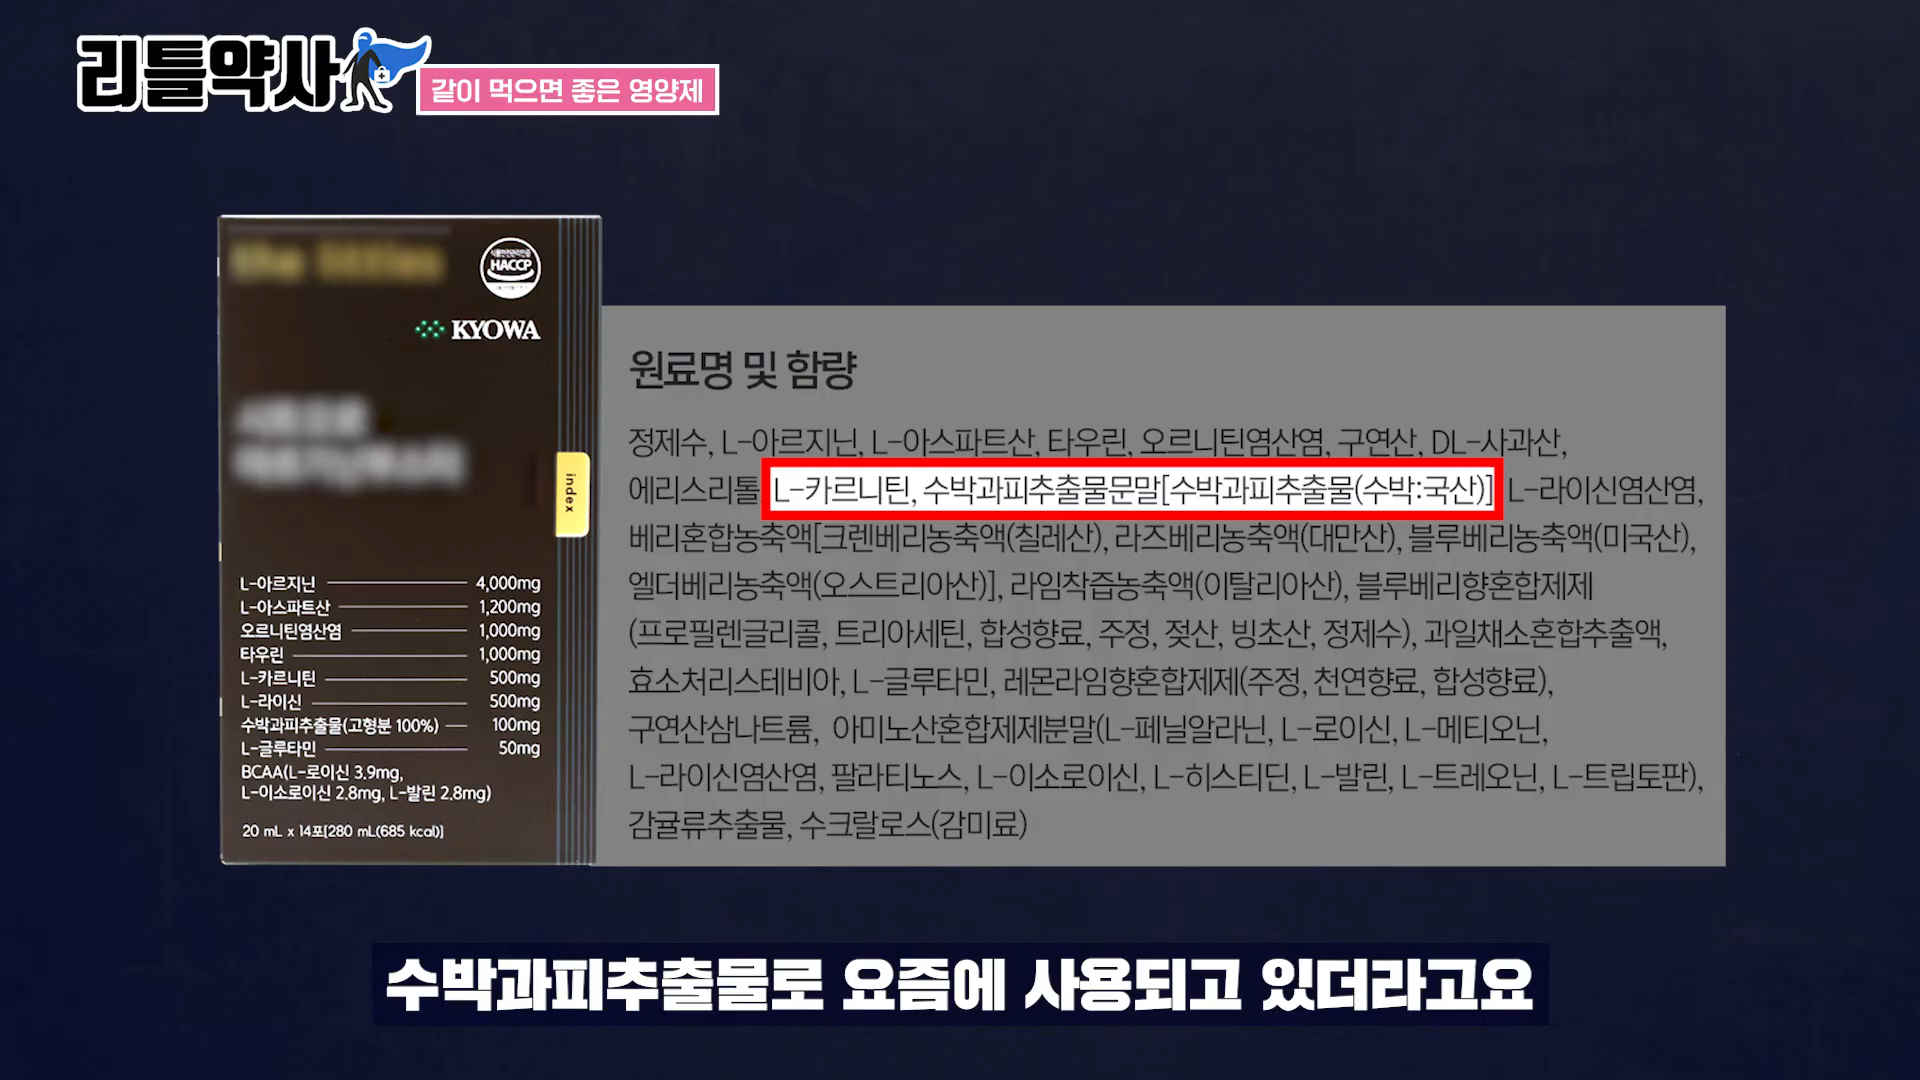 리틀약사
같이 먹으면 좋은 영양제
HACCP
KYOWA
index
L-아르지닌 4,000mg
L-아스파트산 1,200mg
오르니틴염산염 1,000mg
타우린 1,000mg
L-카르니틴 500mg
L-라이신 500mg
수박과피추출물(고형분 100%) 100mg
L-글루타민 50mg
BCAA(L-로이신 3.9mg,
L-이소로이신 2.8mg, L-발린 2.8mg)
20 mL x 14포[280 mL(685 kcal)]
원료명 및 함량
정제수, L-아르지닌, L-아스파트산, 타우린, 오르니틴염산염, 구연산, DL-사과산,
에리스리톨 L-카르니틴, 수박과피추출물문말[수박과피추출물(수박:국산)] L-라이신염산염,
베리혼합농축액[크렌베리농축액(칠레산), 라즈베리농축액(대만산), 블루베리농축액(미국산),
엘더베리농축액(오스트리아산)], 라임착즙농축액(이탈리아산), 블루베리향혼합제제
(프로필렌글리콜, 트리아세틴, 합성향료, 주정, 젖산, 빙초산, 정제수), 과일채소혼합추출액,
효소처리스테비아, L-글루타민, 레몬라임향혼합제제(주정, 천연향료, 합성향료),
구연산삼나트륨, 아미노산혼합제제분말(L-페닐알라닌, L-로이신, L-메티오닌,
L-라이신염산염, 팔라티노스, L-이소로이신, L-히스티딘, L-발린, L-트레오닌, L-트립토판),
감귤류추출물, 수크랄로스(감미료)
수박과피추출물로 요즘에 사용되고 있더라고요